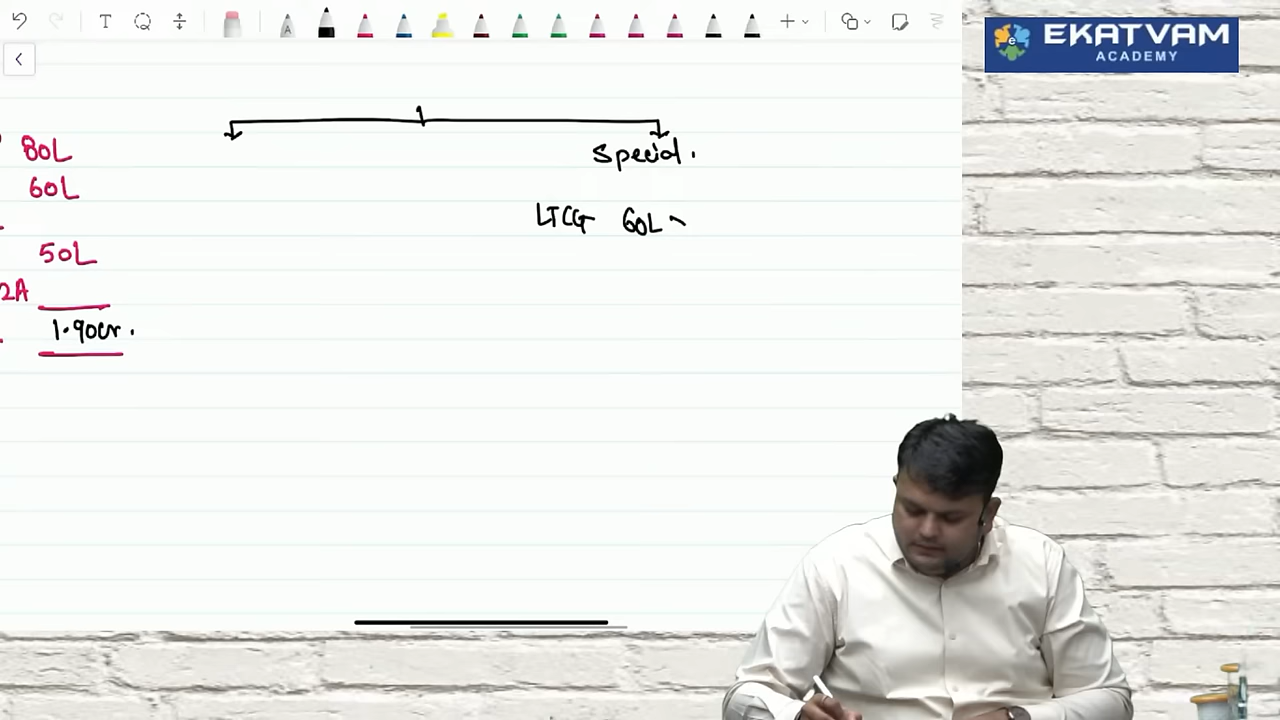 EKATVAM
ACADEMY
T
A
80L
60L
50L
2A
1.90cr.
Special.
LTCG 60L